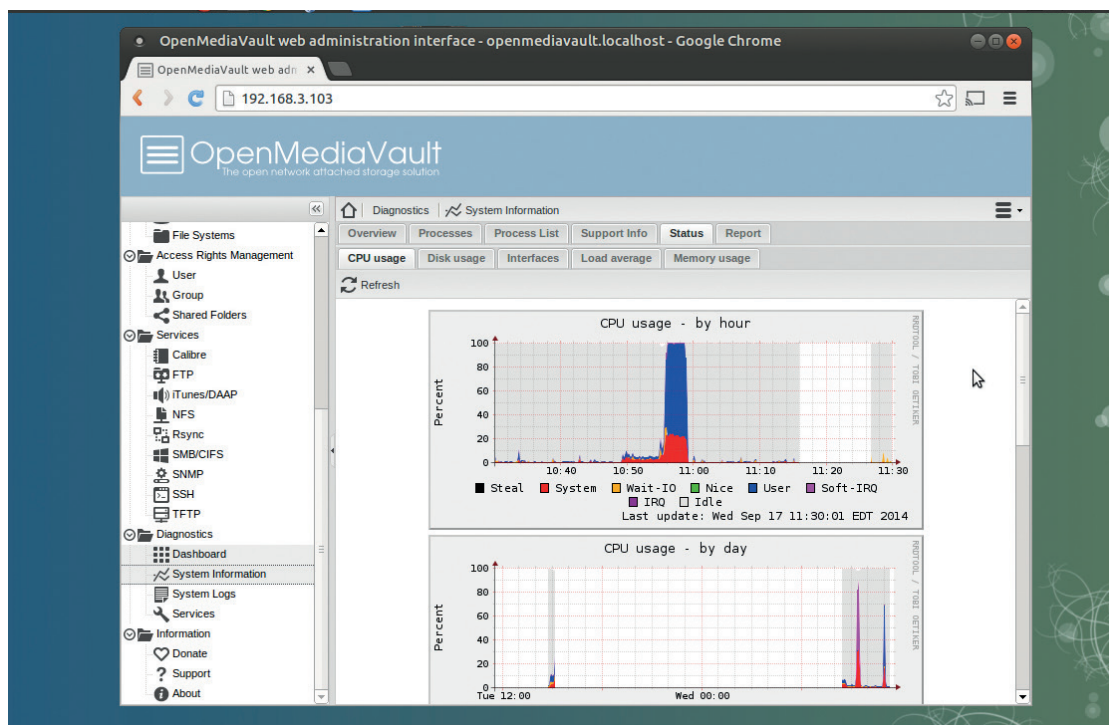 OpenMediaVault web administration interface - openmediavault.localhost - Google Chrome
OpenMediaVault web adn
192.168.3.103
OpenMediaVault
The open network attached storage solution
Diagnostics System Information
Overview Processes Process List Support Info Status Report
CPU usage Disk usage Interfaces Load average Memory usage
Refresh
File Systems
Access Rights Management
User
Group
Shared Folders
Services
Calibre
FTP
iTunes/DAAP
NFS
Rsync
SMB/CIFS
SNMP
SSH
TFTP
Diagnostics
Dashboard
System Information
System Logs
Services
Information
Donate
Support
About
CPU usage - by hour
RRDTOOL / TOBI OETIKER
Percent
100
80
60
40
20
0
10:40 10:50 11:00 11:10 11:20 11:30
Steal System Wait-IO Nice User Soft-IRQ
IRQ Idle
Last update: Wed Sep 17 11:30:01 EDT 2014
CPU usage - by day
RRDTOOL / TOBI OETIKER
Percent
100
80
60
40
20
0
Tue 12:00 Wed 00:00